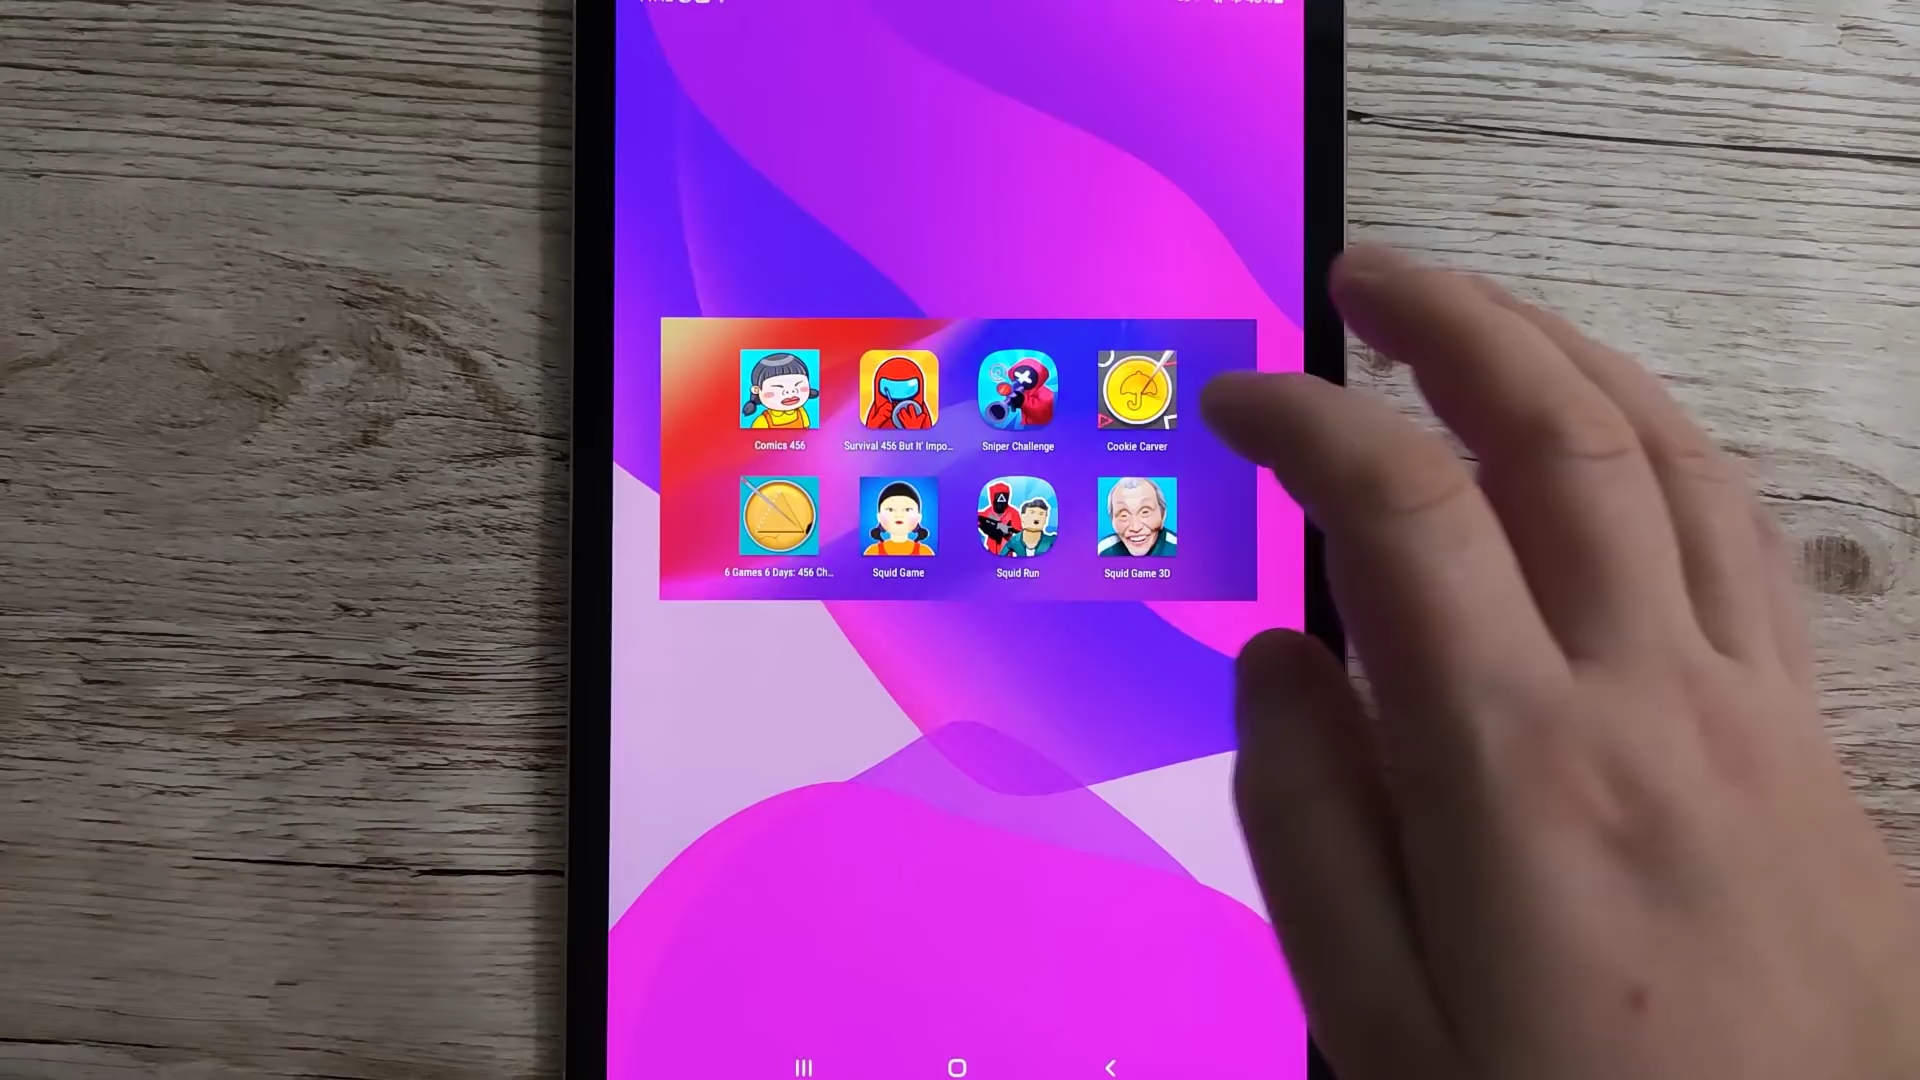 Comics 456
Survival 456 But It' Impo...
Sniper Challenge
Cookie Carver
6 Games 6 Days: 456 Ch...
Squid Game
Squid Run
Squid Game 3D